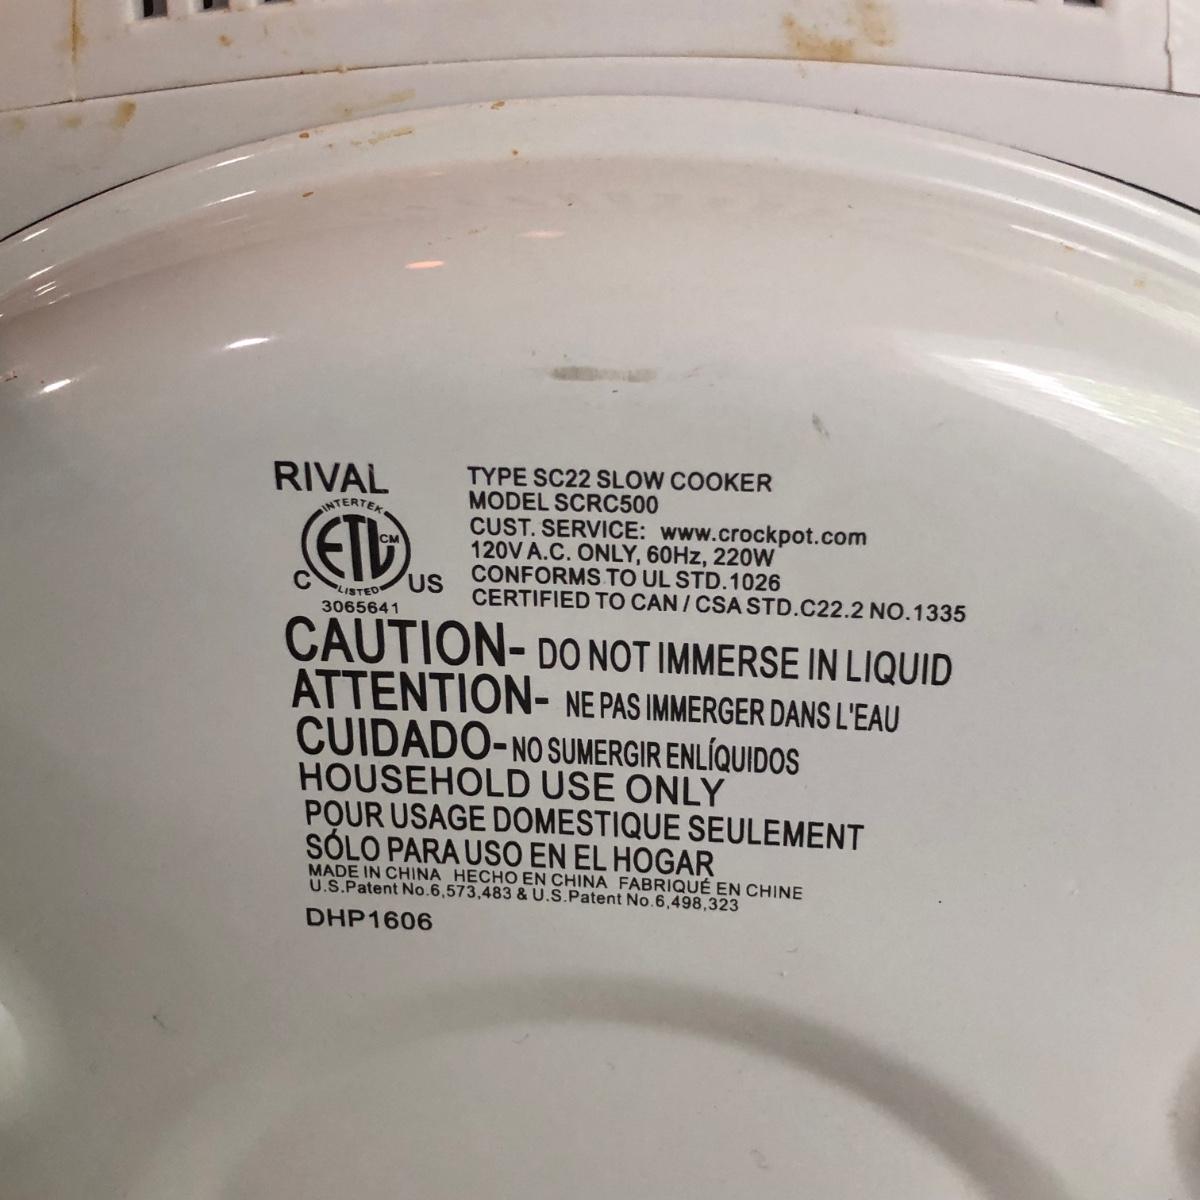 RIVAL
INTERTEK
ETL CM
C LISTED US
3065641
TYPE SC22 SLOW COOKER
MODEL SCRC500
CUST. SERVICE: www.crockpot.com
120V A.C. ONLY, 60Hz, 220W
CONFORMS TO UL STD.1026
CERTIFIED TO CAN / CSA STD.C22.2 NO.1335
CAUTION- DO NOT IMMERSE IN LIQUID
ATTENTION- NE PAS IMMERGER DANS L'EAU
CUIDADO- NO SUMERGIR ENLÍQUIDOS
HOUSEHOLD USE ONLY
POUR USAGE DOMESTIQUE SEULEMENT
SÓLO PARA USO EN EL HOGAR
MADE IN CHINA HECHO EN CHINA FABRIQUÉ EN CHINE
U.S.Patent No.6,573,483 & U.S.Patent No.6,498,323
DHP1606